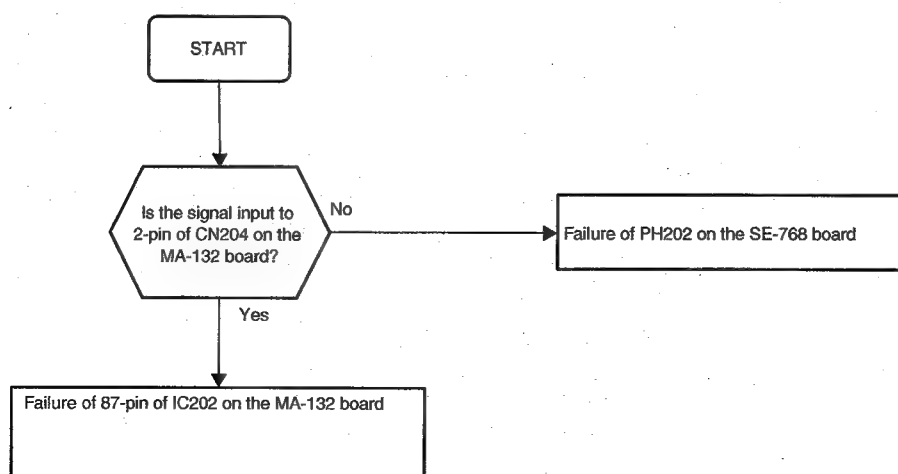 START
Is the signal input to
2-pin of CN204 on the
MA-132 board?
No
Failure of PH202 on the SE-768 board
Yes
Failure of 87-pin of IC202 on the MA-132 board